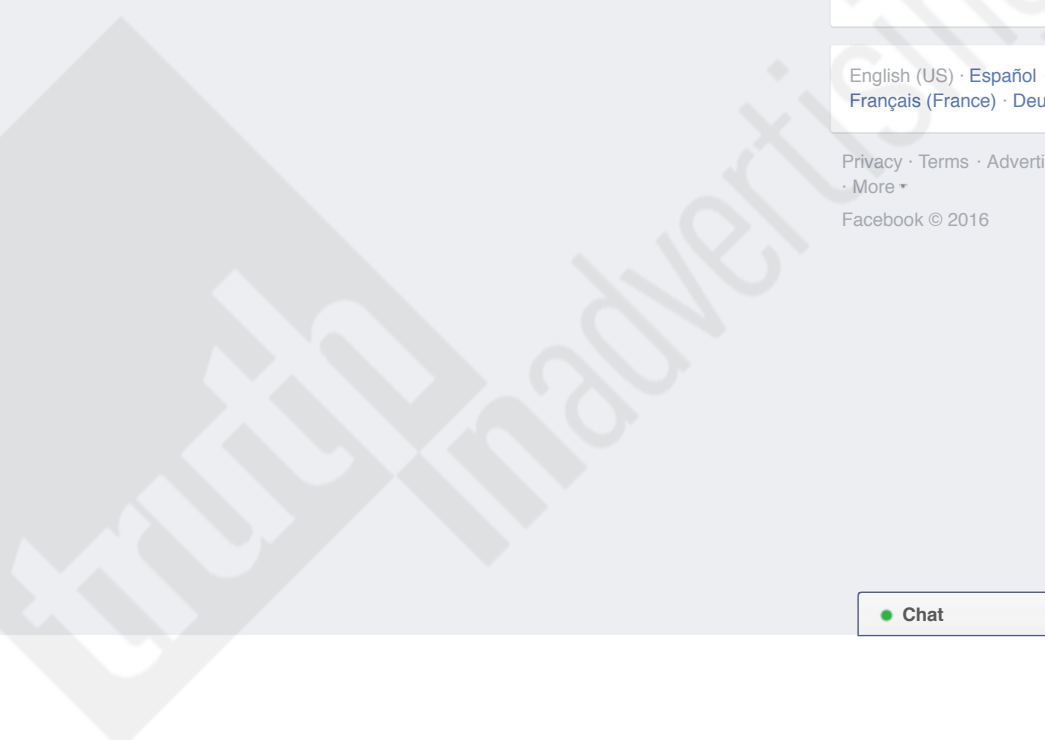 English (US) · Español
Français (France) · Deu
Privacy · Terms · Adverti
· More
Facebook © 2016
truth
inadvertising
Chat